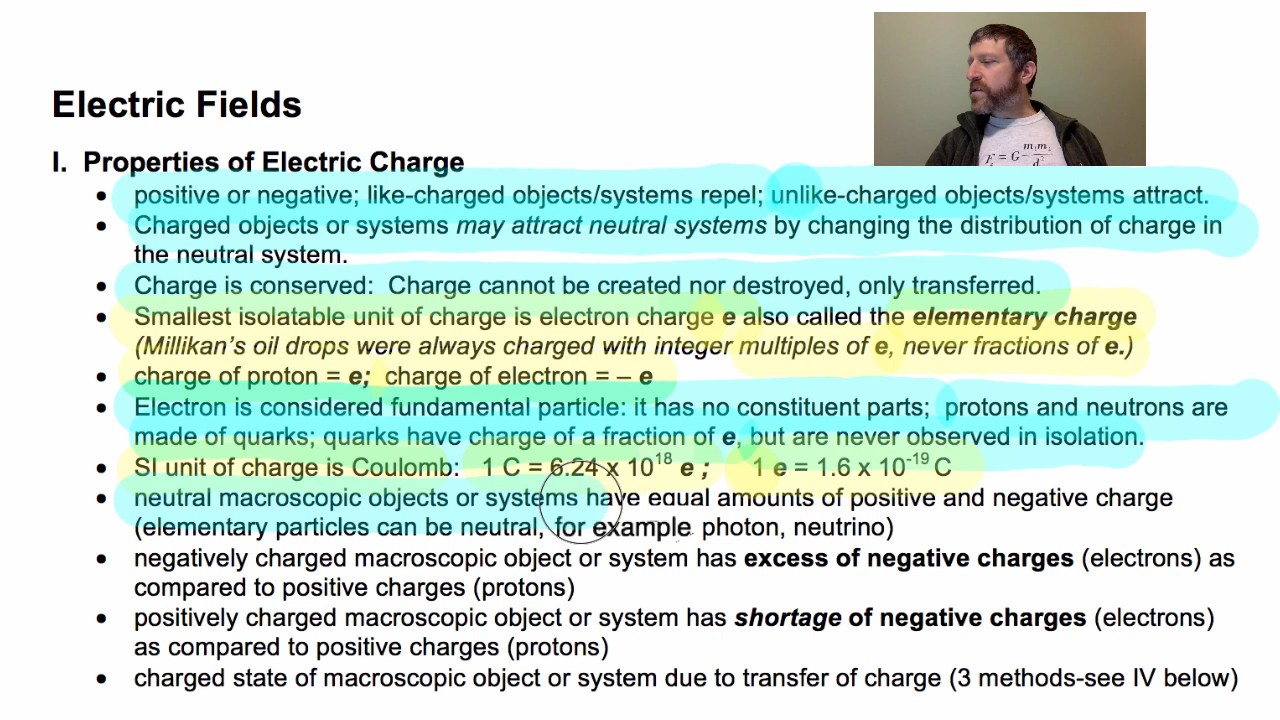 F = G m₁m₂
d²
Electric Fields
I. Properties of Electric Charge
• positive or negative; like-charged objects/systems repel; unlike-charged objects/systems attract.
• Charged objects or systems may attract neutral systems by changing the distribution of charge in
the neutral system.
• Charge is conserved: Charge cannot be created nor destroyed, only transferred.
• Smallest isolatable unit of charge is electron charge e also called the elementary charge
(Millikan's oil drops were always charged with integer multiples of e, never fractions of e.)
• charge of proton = e; charge of electron = – e
• Electron is considered fundamental particle: it has no constituent parts; protons and neutrons are
made of quarks; quarks have charge of a fraction of e, but are never observed in isolation.
• SI unit of charge is Coulomb: 1 C = 6.24 x 10¹⁸ e ; 1 e = 1.6 x 10⁻¹⁹ C
• neutral macroscopic objects or systems have equal amounts of positive and negative charge
(elementary particles can be neutral, for example photon, neutrino)
• negatively charged macroscopic object or system has excess of negative charges (electrons) as
compared to positive charges (protons)
• positively charged macroscopic object or system has shortage of negative charges (electrons)
as compared to positive charges (protons)
• charged state of macroscopic object or system due to transfer of charge (3 methods-see IV below)